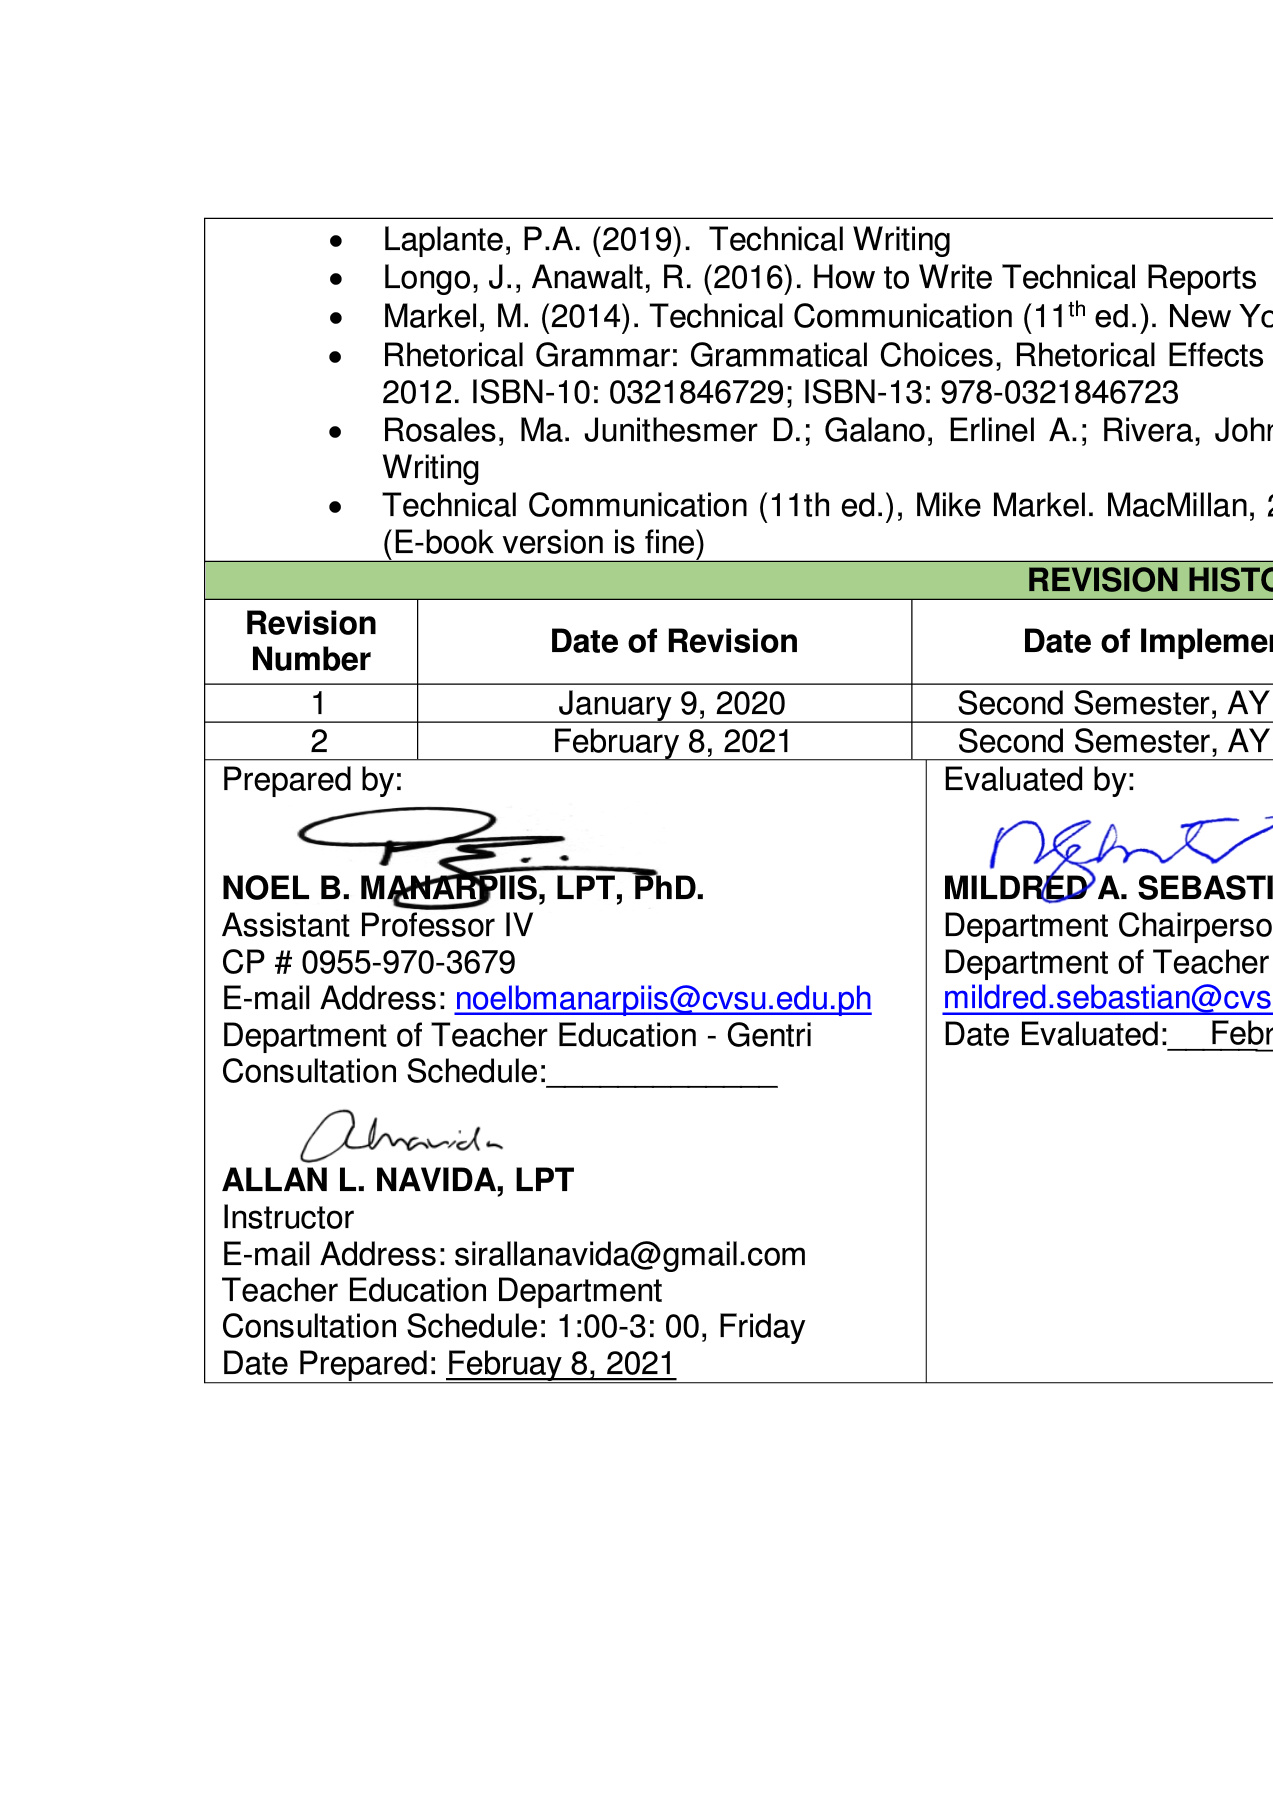 • Laplante, P.A. (2019).  Technical Writing
• Longo, J., Anawalt, R. (2016). How to Write Technical Reports
• Markel, M. (2014). Technical Communication (11th ed.). New Yo
• Rhetorical Grammar: Grammatical Choices, Rhetorical Effects
2012. ISBN-10: 0321846729; ISBN-13: 978-0321846723
• Rosales, Ma. Junithesmer D.; Galano, Erlinel A.; Rivera, John
Writing
• Technical Communication (11th ed.), Mike Markel. MacMillan, 2
(E-book version is fine)
REVISION HISTO
Revision Number
Date of Revision
Date of Implemen
1 January 9, 2020 Second Semester, AY
2 February 8, 2021 Second Semester, AY
Prepared by:
NOEL B. MANARPIIS, LPT, PhD.
Assistant Professor IV
CP # 0955-970-3679
E-mail Address: noelbmanarpiis@cvsu.edu.ph
Department of Teacher Education - Gentri
Consultation Schedule:_____________
ALLAN L. NAVIDA, LPT
Instructor
E-mail Address: sirallanavida@gmail.com
Teacher Education Department
Consultation Schedule: 1:00-3: 00, Friday
Date Prepared: Februay 8, 2021
Evaluated by:
MILDRED A. SEBASTI
Department Chairperso
Department of Teacher
mildred.sebastian@cvs
Date Evaluated:_____ Febr